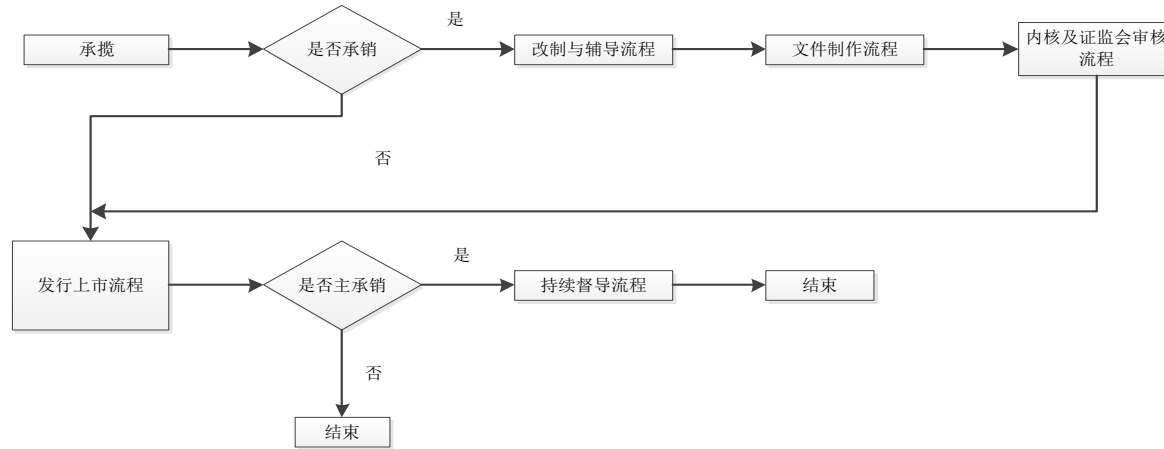 承揽
是否承销
是
改制与辅导流程
文件制作流程
内核及证监会审核
流程
否
发行上市流程
是否主承销
是
持续督导流程
结束
否
结束